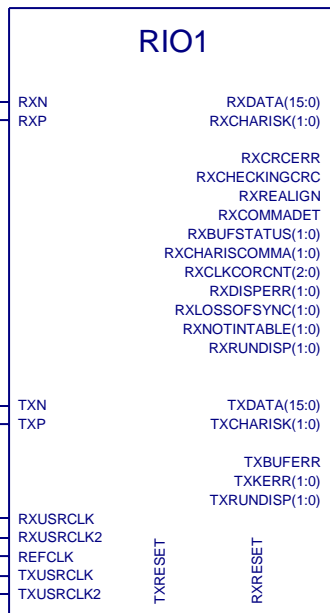 RIO1
RXN RXDATA(15:0)
RXP RXCHARISK(1:0)
RXCRCERR
RXCHECKINGCRC
RXREALIGN
RXCOMMADET
RXBUFSTATUS(1:0)
RXCHARISCOMMA(1:0)
RXCLKCORCNT(2:0)
RXDISPERR(1:0)
RXLOSSOFSYNC(1:0)
RXNOTINTABLE(1:0)
RXRUNDISP(1:0)
TXN TXDATA(15:0)
TXP TXCHARISK(1:0)
TXBUFERR
TXKERR(1:0)
TXRUNDISP(1:0)
RXUSRCLK
RXUSRCLK2
REFCLK
TXUSRCLK
TXUSRCLK2
TXRESET
RXRESET